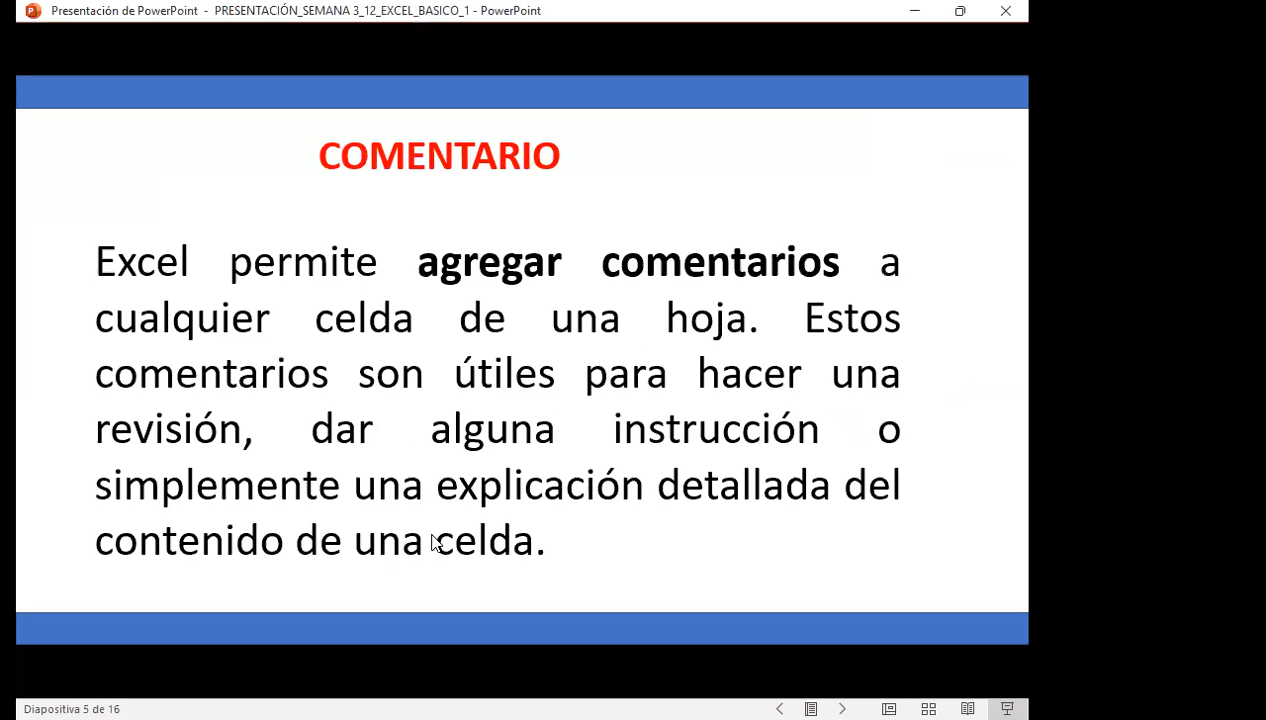 Presentación de PowerPoint - PRESENTACIÓN_SEMANA 3_12_EXCEL_BASICO_1 - PowerPoint
COMENTARIO
Excel permite agregar comentarios a
cualquier celda de una hoja. Estos
comentarios son útiles para hacer una
revisión, dar alguna instrucción o
simplemente una explicación detallada del
contenido de una celda.
Diapositiva 5 de 16